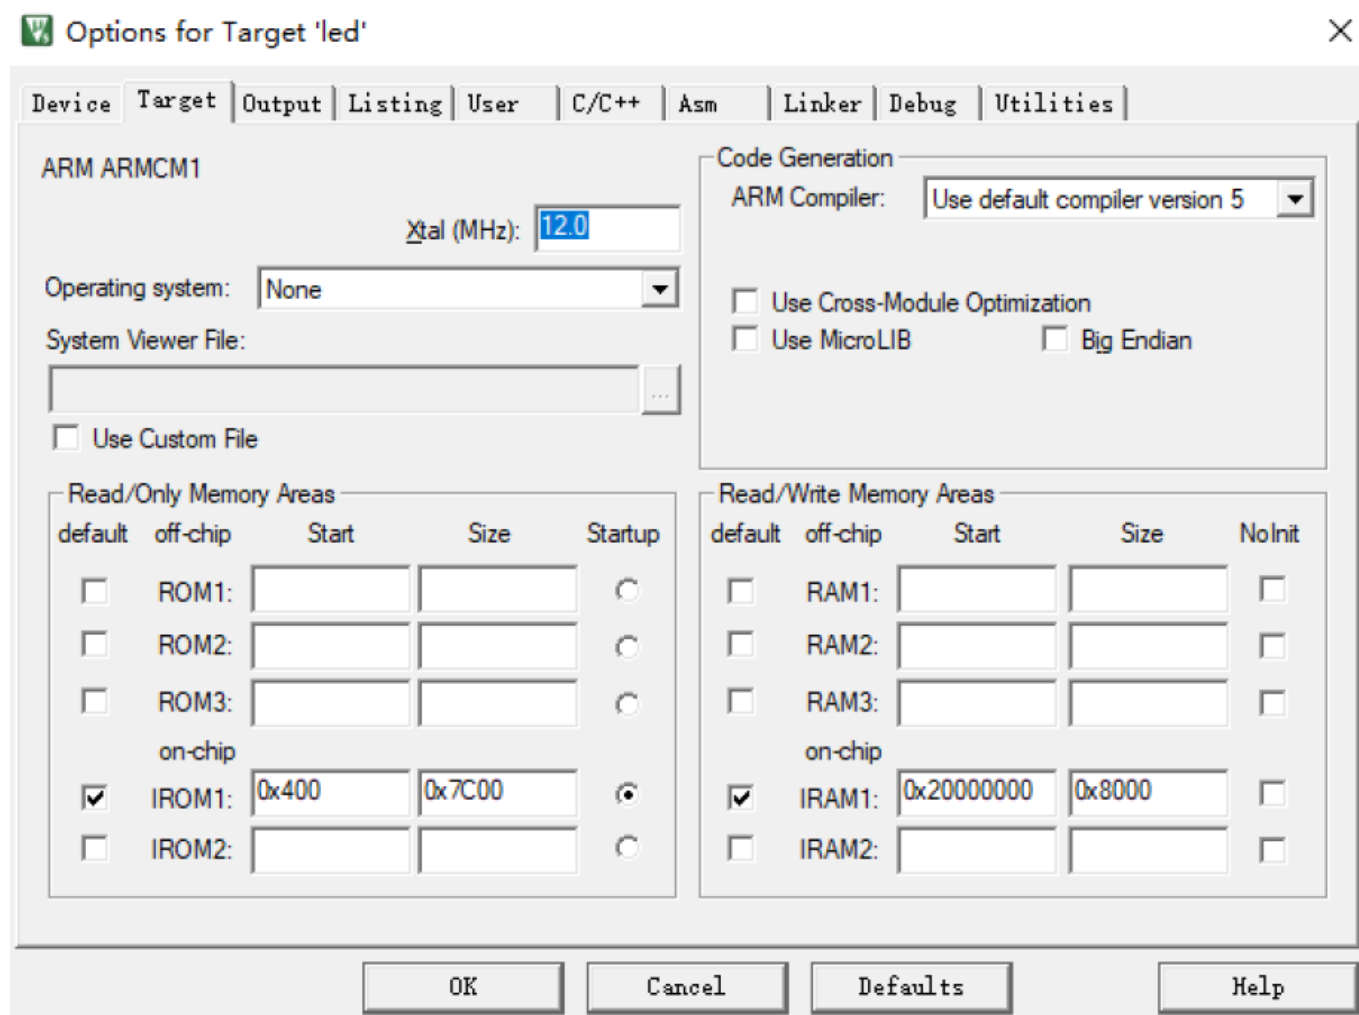 Options for Target 'led'
Device Target Output Listing User C/C++ Asm Linker Debug Utilities
ARM ARMCM1
Xtal (MHz): 12.0
Operating system: None
System Viewer File:
...
Use Custom File
Code Generation
ARM Compiler: Use default compiler version 5
Use Cross-Module Optimization
Use MicroLIB Big Endian
Read/Only Memory Areas
default off-chip Start Size Startup
ROM1:
ROM2:
ROM3:
on-chip
IROM1: 0x400 0x7C00
IROM2:
Read/Write Memory Areas
default off-chip Start Size NoInit
RAM1:
RAM2:
RAM3:
on-chip
IRAM1: 0x20000000 0x8000
IRAM2:
OK Cancel Defaults Help